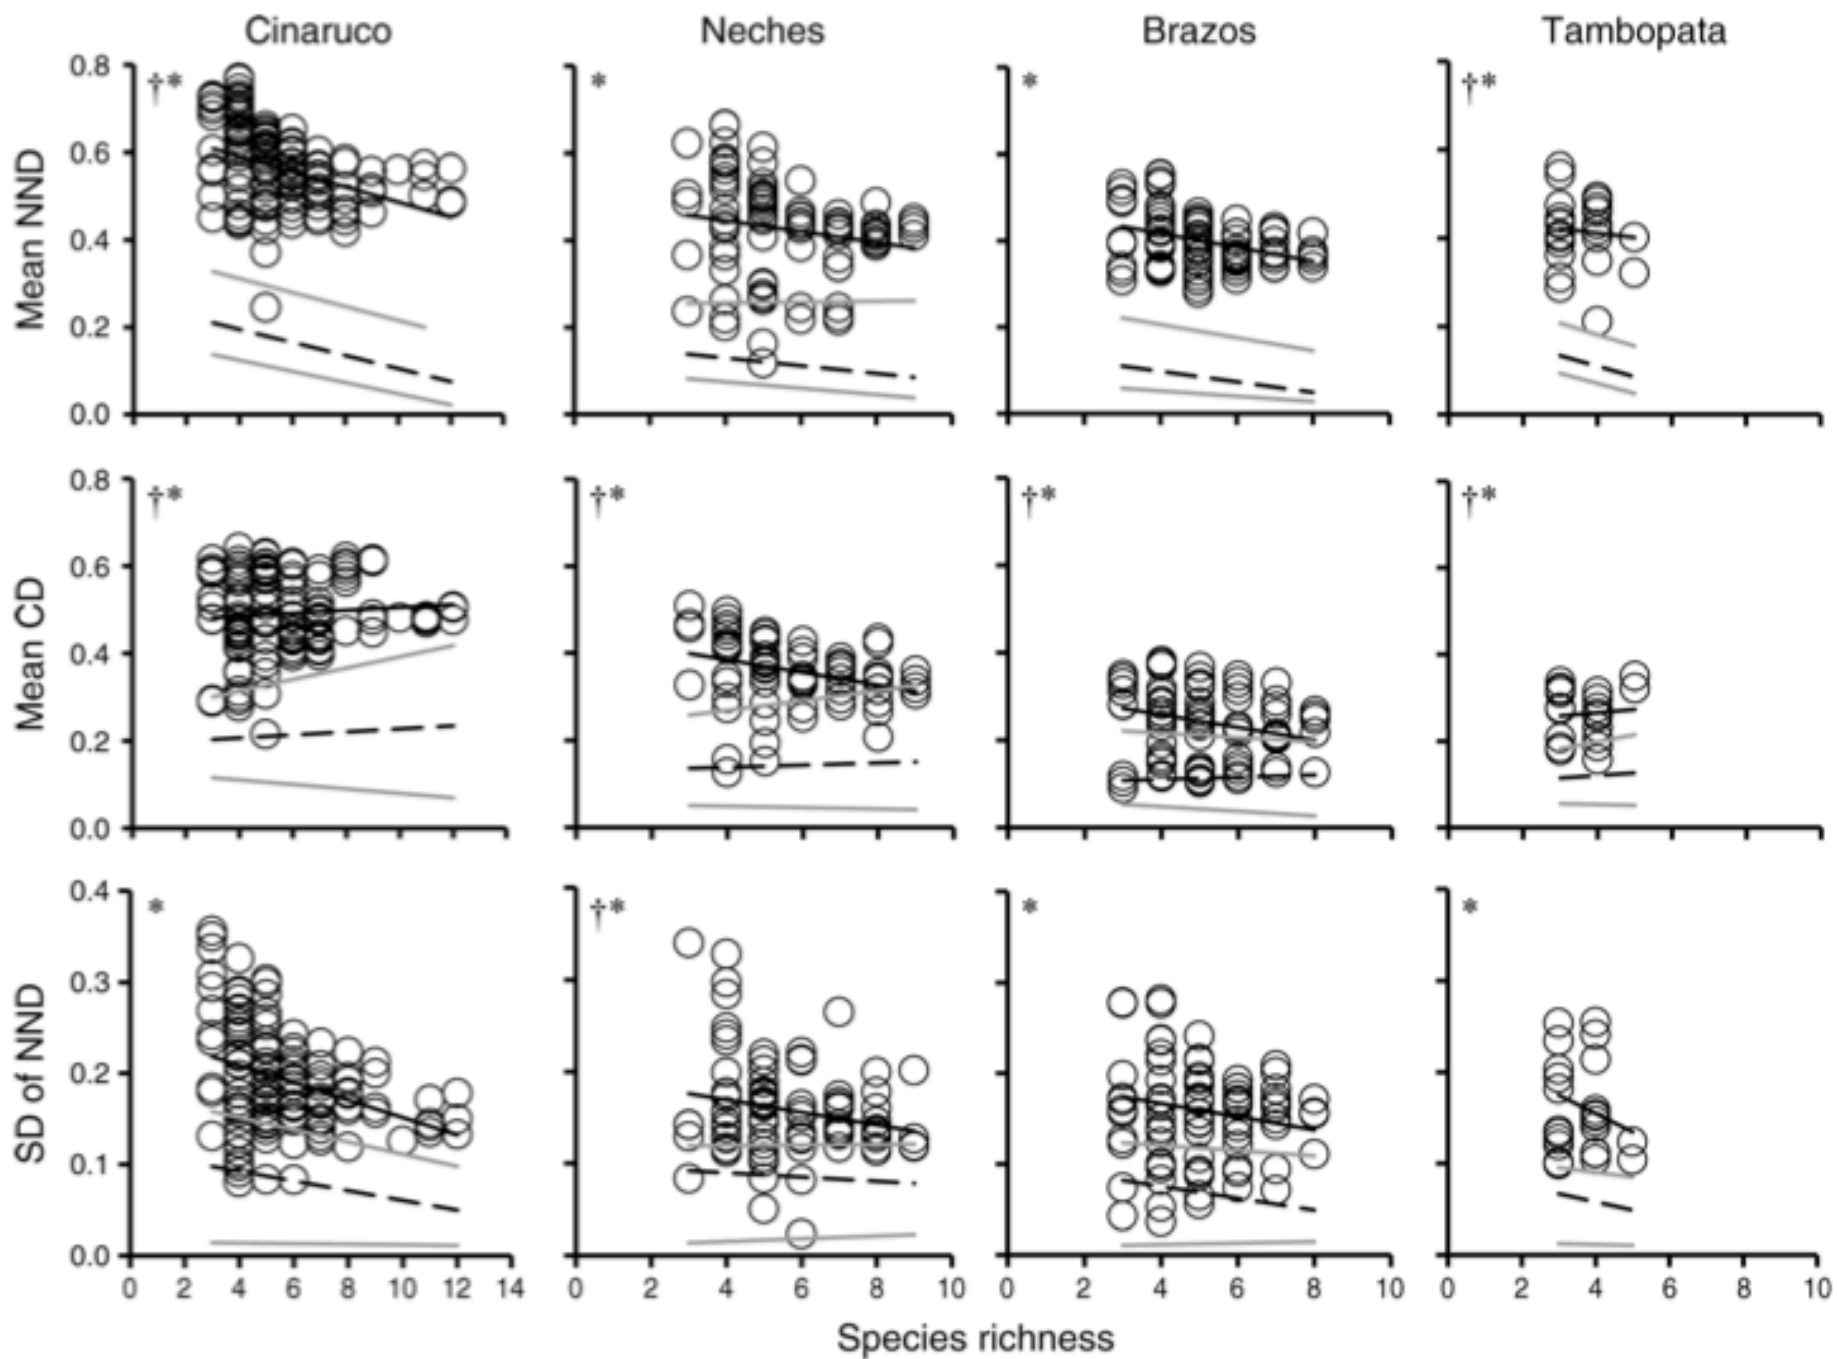 Cinaruco Neches Brazos Tambopata
Mean NND
0.8 †* * * †*
0.6
0.4
0.2
0.0
Mean CD
0.8 †* †* †* †*
0.6
0.4
0.2
0.0
SD of NND
0.4 * †* * *
0.3
0.2
0.1
0.0
0 2 4 6 8 10 12 14 0 2 4 6 8 10 0 2 4 6 8 10 0 2 4 6 8 10
Species richness